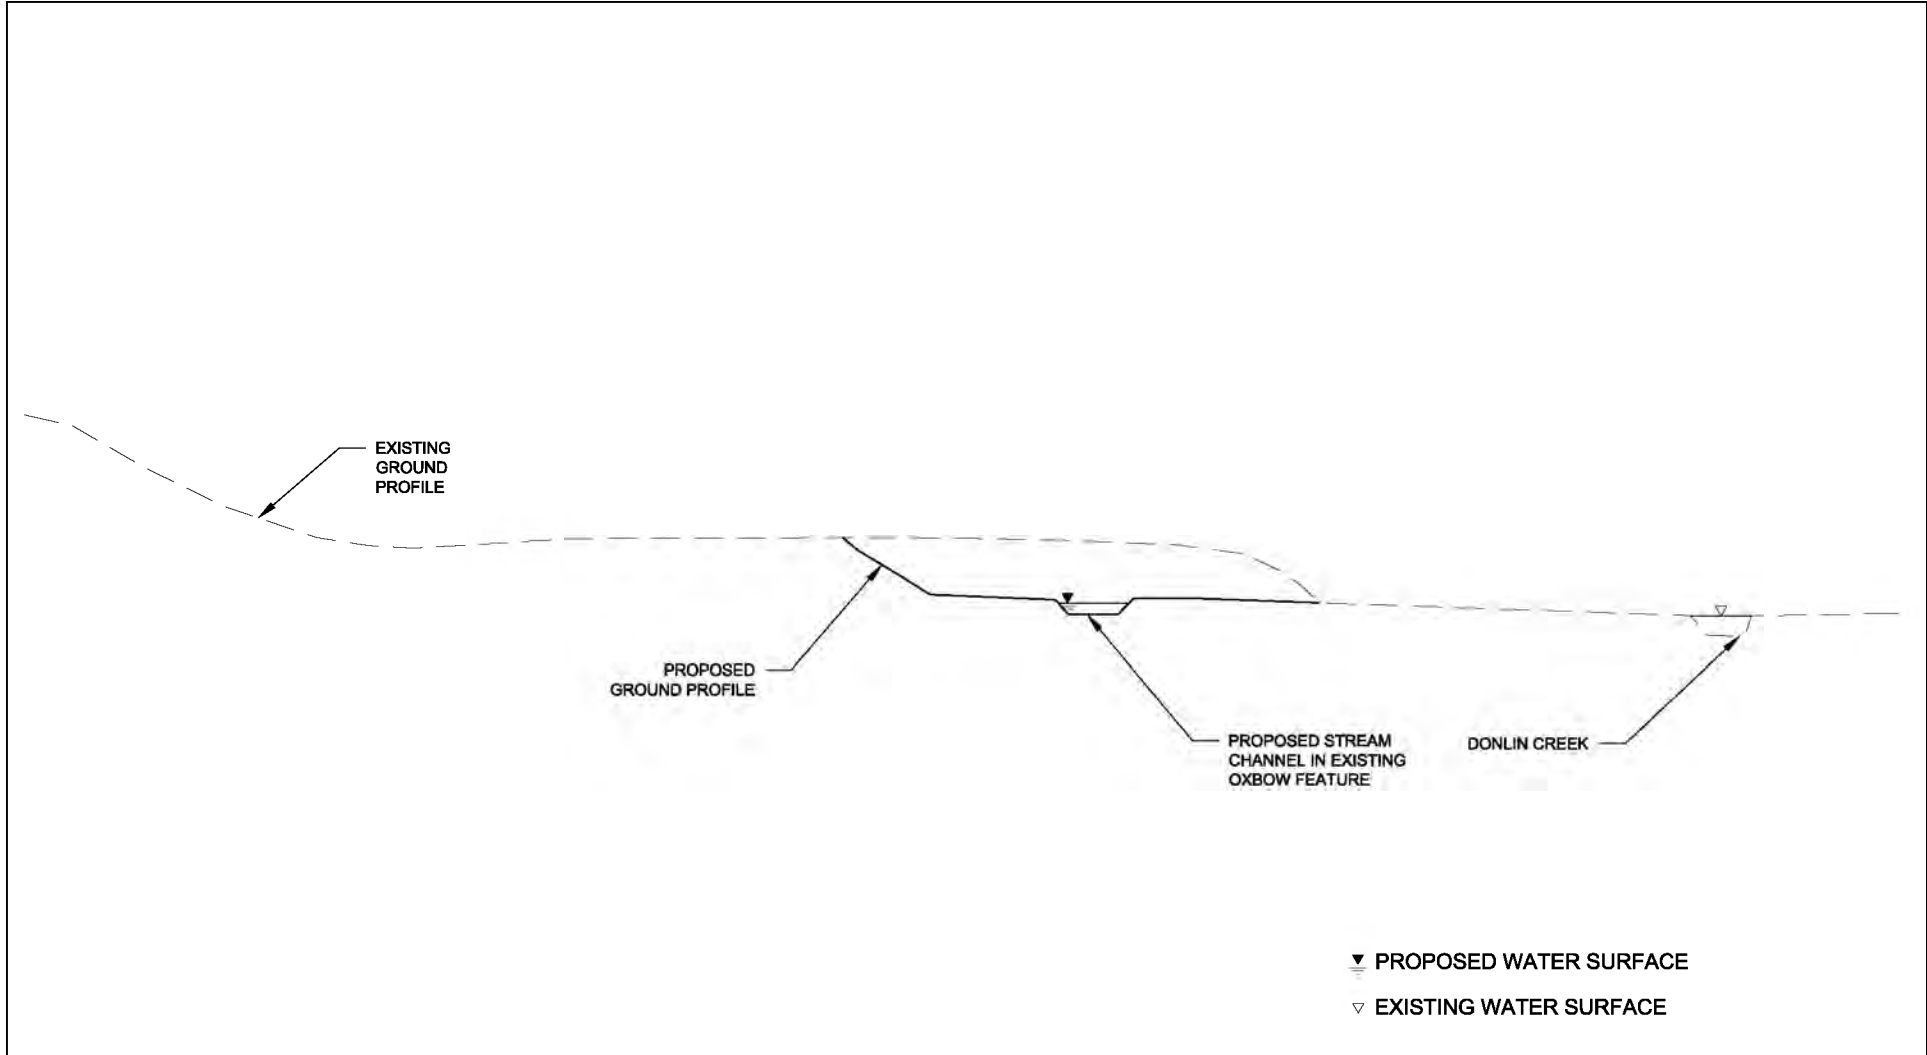 EXISTING
GROUND
PROFILE
PROPOSED
GROUND PROFILE
PROPOSED STREAM
CHANNEL IN EXISTING
OXBOW FEATURE
DONLIN CREEK
PROPOSED WATER SURFACE
EXISTING WATER SURFACE